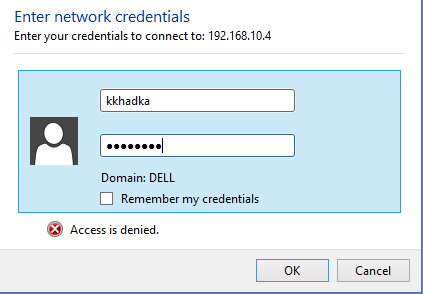 Enter network credentials
Enter your credentials to connect to: 192.168.10.4
kkhadka
••••••••
Domain: DELL
Remember my credentials
Access is denied.
OK
Cancel